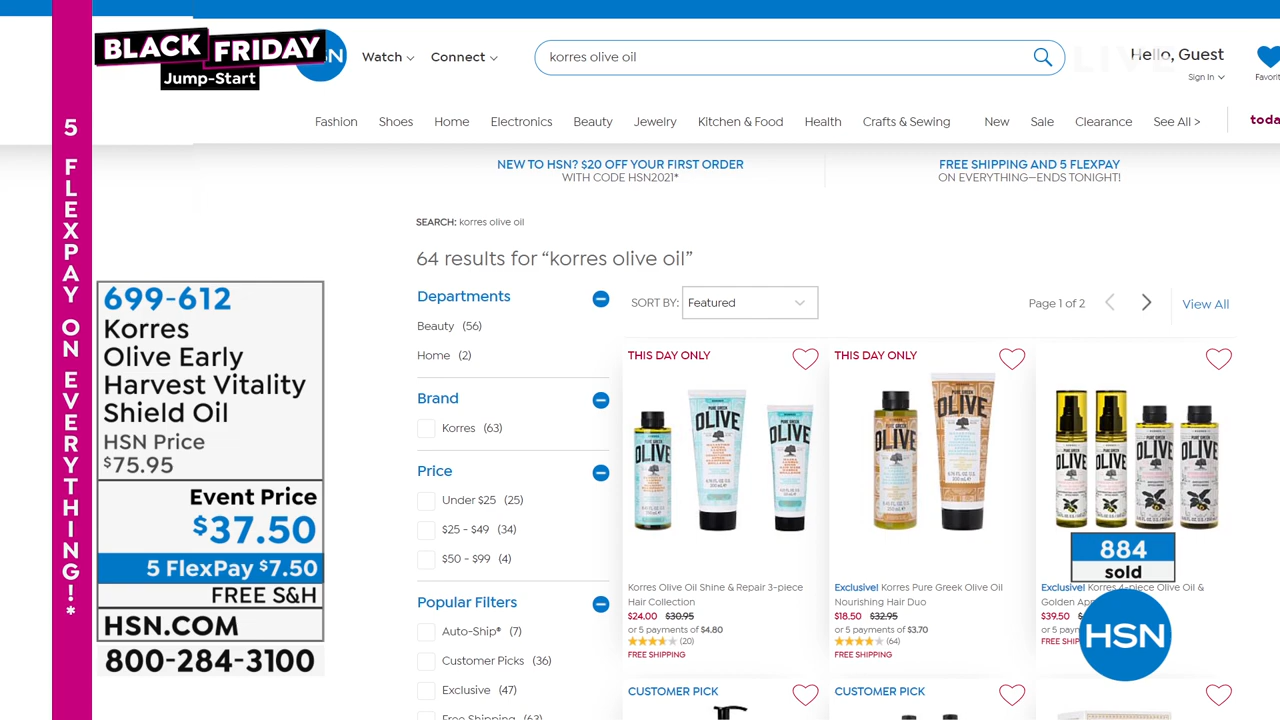 BLACK FRIDAY
Jump-Start
Watch
Connect
korres olive oil
LIVE
Hello, Guest
Sign In
Fashion
Shoes
Home
Electronics
Beauty
Jewelry
Kitchen & Food
Health
Crafts & Sewing
New
Sale
Clearance
See All >
5 FLEXPAY ON EVERYTHING!*
NEW TO HSN? $20 OFF YOUR FIRST ORDER
WITH CODE HSN2021*
FREE SHIPPING AND 5 FLEXPAY
ON EVERYTHING—ENDS TONIGHT!
SEARCH: korres olive oil
64 results for “korres olive oil”
699-612
Korres
Olive Early
Harvest Vitality
Shield Oil
HSN Price
$75.95
Event Price
$37.50
5 FlexPay $7.50
FREE S&H
HSN.COM
800-284-3100
Departments
Beauty (56)
Home (2)
Brand
Korres (63)
Price
Under $25 (25)
$25 - $49 (34)
$50 - $99 (4)
Popular Filters
Auto-Ship® (7)
Customer Picks (36)
Exclusive (47)
Free Shipping (63)
SORT BY: Featured
Page 1 of 2
View All
THIS DAY ONLY
PURE GREEK
OLIVE
Korres Olive Oil Shine & Repair 3-piece
Hair Collection
$24.00 $30.95
or 5 payments of $4.80
(20)
FREE SHIPPING
THIS DAY ONLY
PURE GREEK
OLIVE
Exclusive! Korres Pure Greek Olive Oil
Nourishing Hair Duo
$18.50 $32.95
or 5 payments of $3.70
(64)
FREE SHIPPING
OLIVE
Exclusive! Korres 4-piece Olive Oil &
Golden
$39.50
or 5
884
sold
HSN
CUSTOMER PICK
CUSTOMER PICK